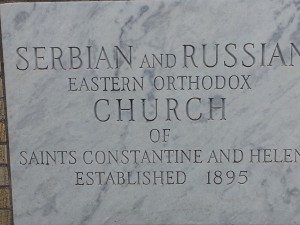 SERBIAN AND RUSSIAN
EASTERN ORTHODOX
CHURCH
OF
SAINTS CONSTANTINE AND HELEN
ESTABLISHED 1895